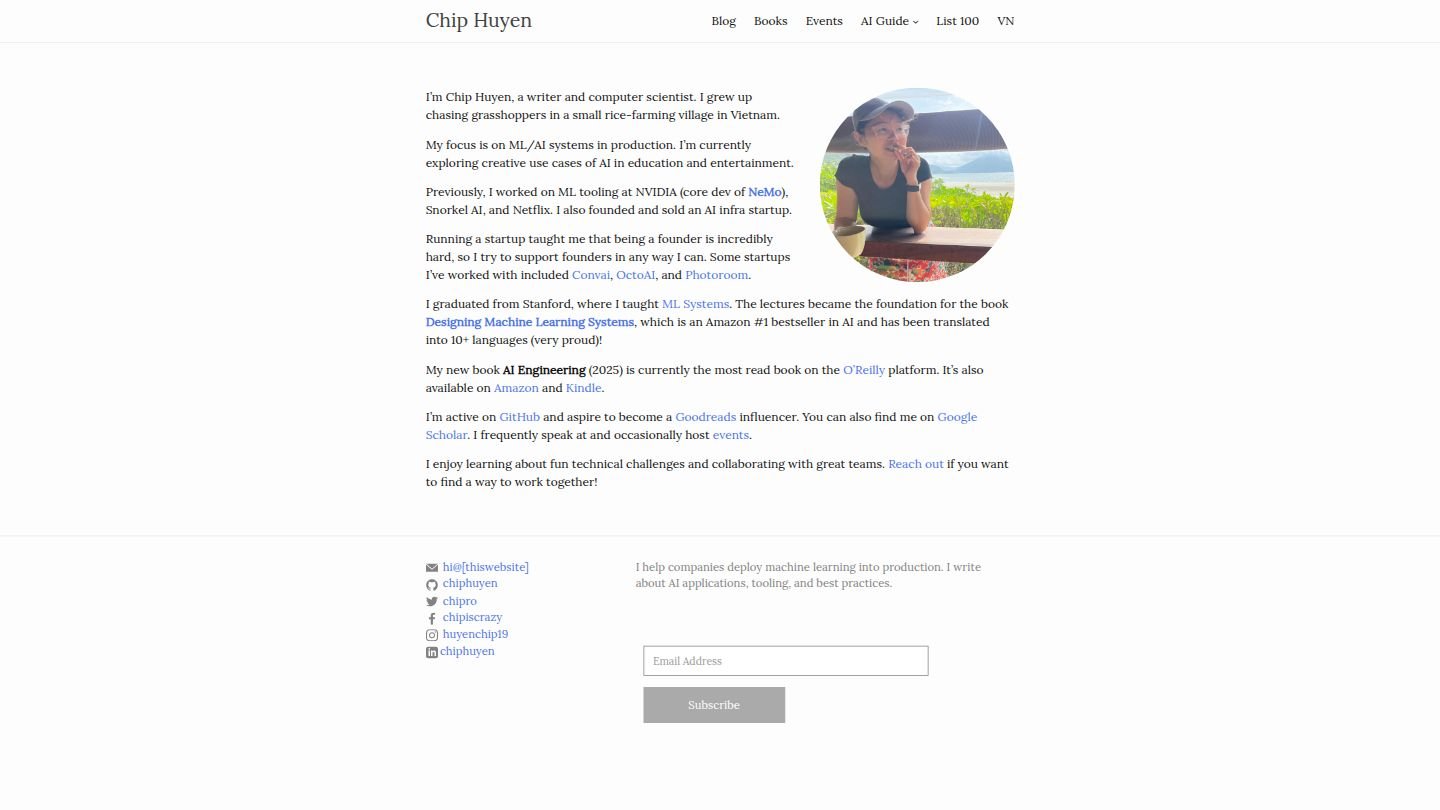 Chip Huyen
Blog Books Events AI Guide List 100 VN
I'm Chip Huyen, a writer and computer scientist. I grew up
chasing grasshoppers in a small rice-farming village in Vietnam.
My focus is on ML/AI systems in production. I'm currently
exploring creative use cases of AI in education and entertainment.
Previously, I worked on ML tooling at NVIDIA (core dev of NeMo),
Snorkel AI, and Netflix. I also founded and sold an AI infra startup.
Running a startup taught me that being a founder is incredibly
hard, so I try to support founders in any way I can. Some startups
I've worked with included Convai, OctoAI, and Photoroom.
I graduated from Stanford, where I taught ML Systems. The lectures became the foundation for the book
Designing Machine Learning Systems, which is an Amazon #1 bestseller in AI and has been translated
into 10+ languages (very proud)!
My new book AI Engineering (2025) is currently the most read book on the O'Reilly platform. It's also
available on Amazon and Kindle.
I'm active on GitHub and aspire to become a Goodreads influencer. You can also find me on Google
Scholar. I frequently speak at and occasionally host events.
I enjoy learning about fun technical challenges and collaborating with great teams. Reach out if you want
to find a way to work together!
hi@[thiswebsite]
chiphuyen
chipro
chipiscrazy
huyenchip19
chiphuyen
I help companies deploy machine learning into production. I write
about AI applications, tooling, and best practices.
Email Address
Subscribe